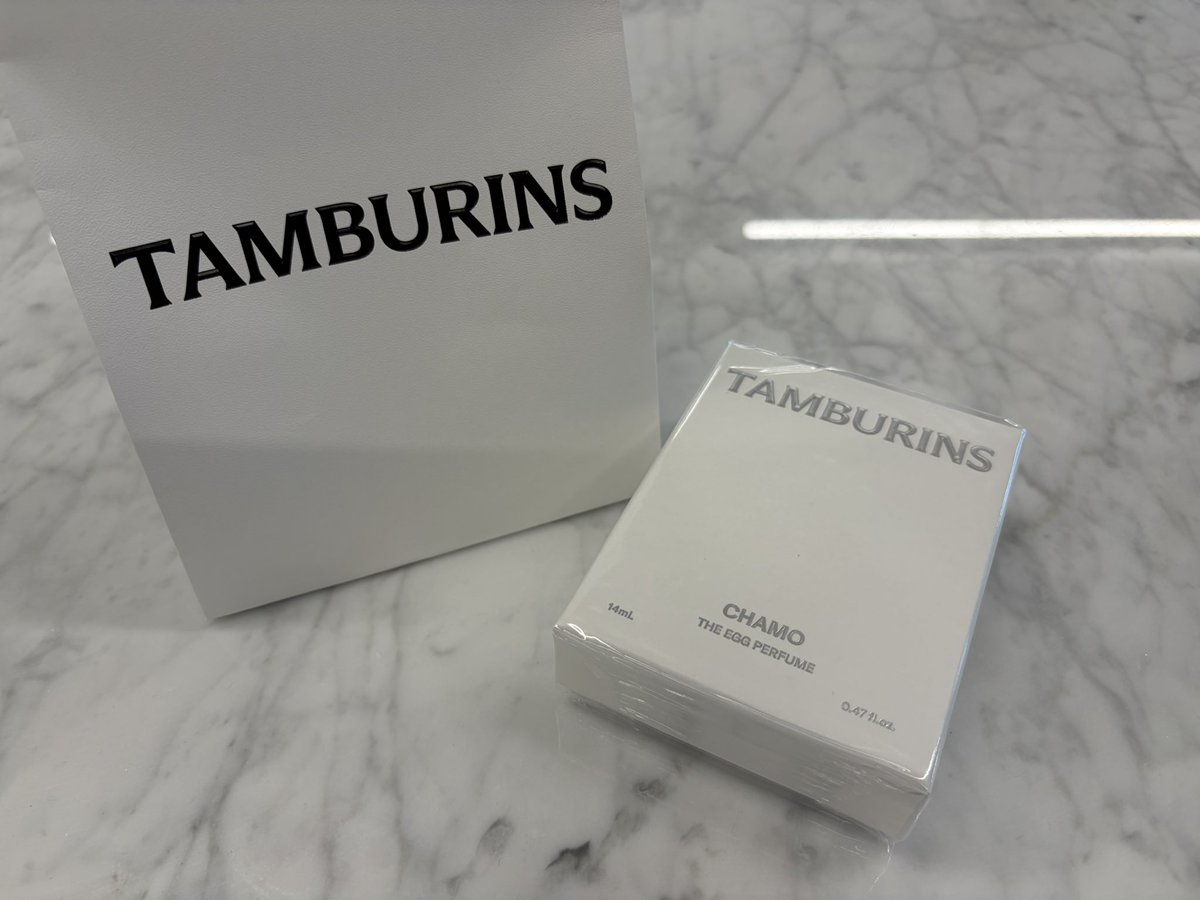 TAMBURINS
TAMBURINS
14mL
CHAMO
THE EGG PERFUME
0.47 fl.oz.